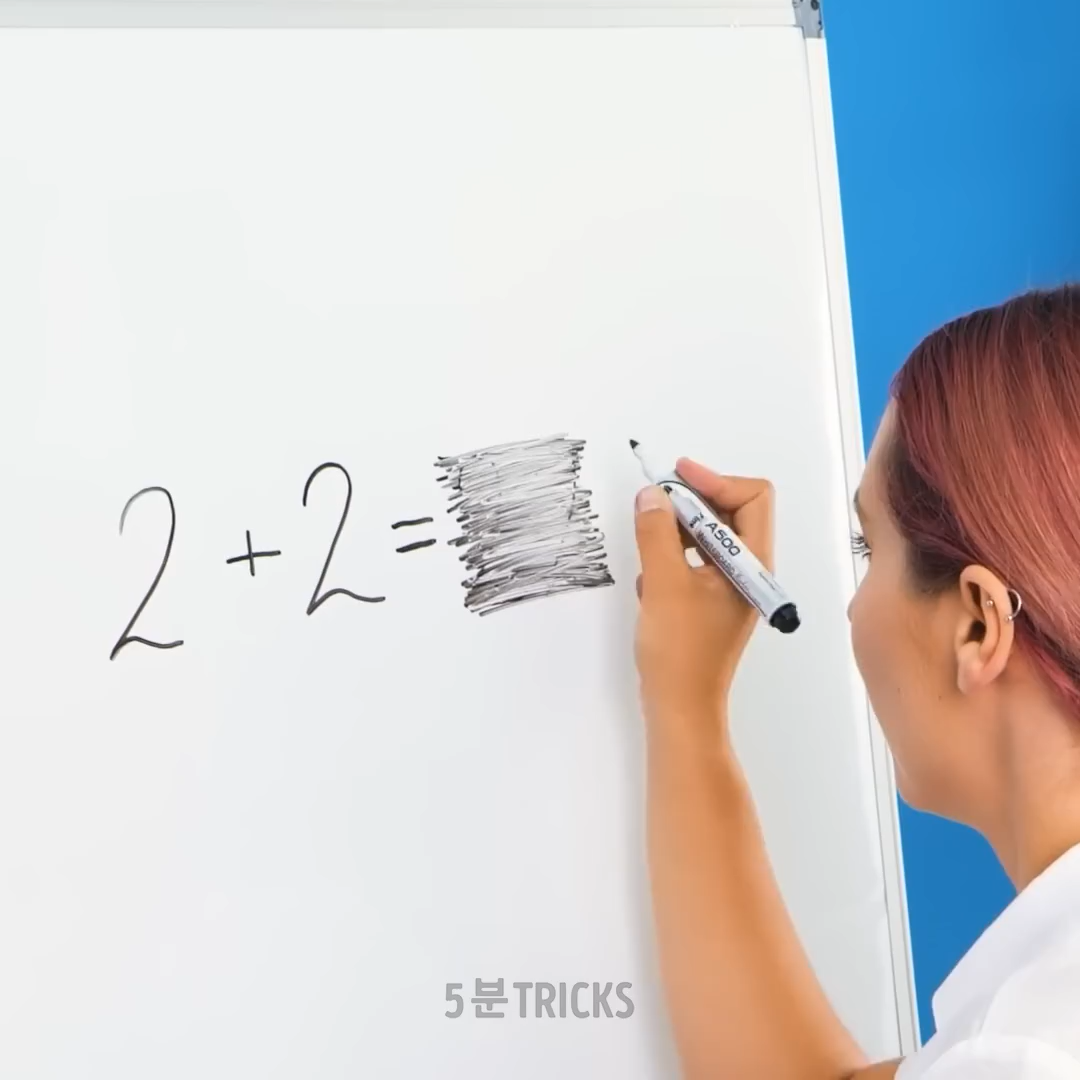 2 + 2 =
A500
5분TRICKS